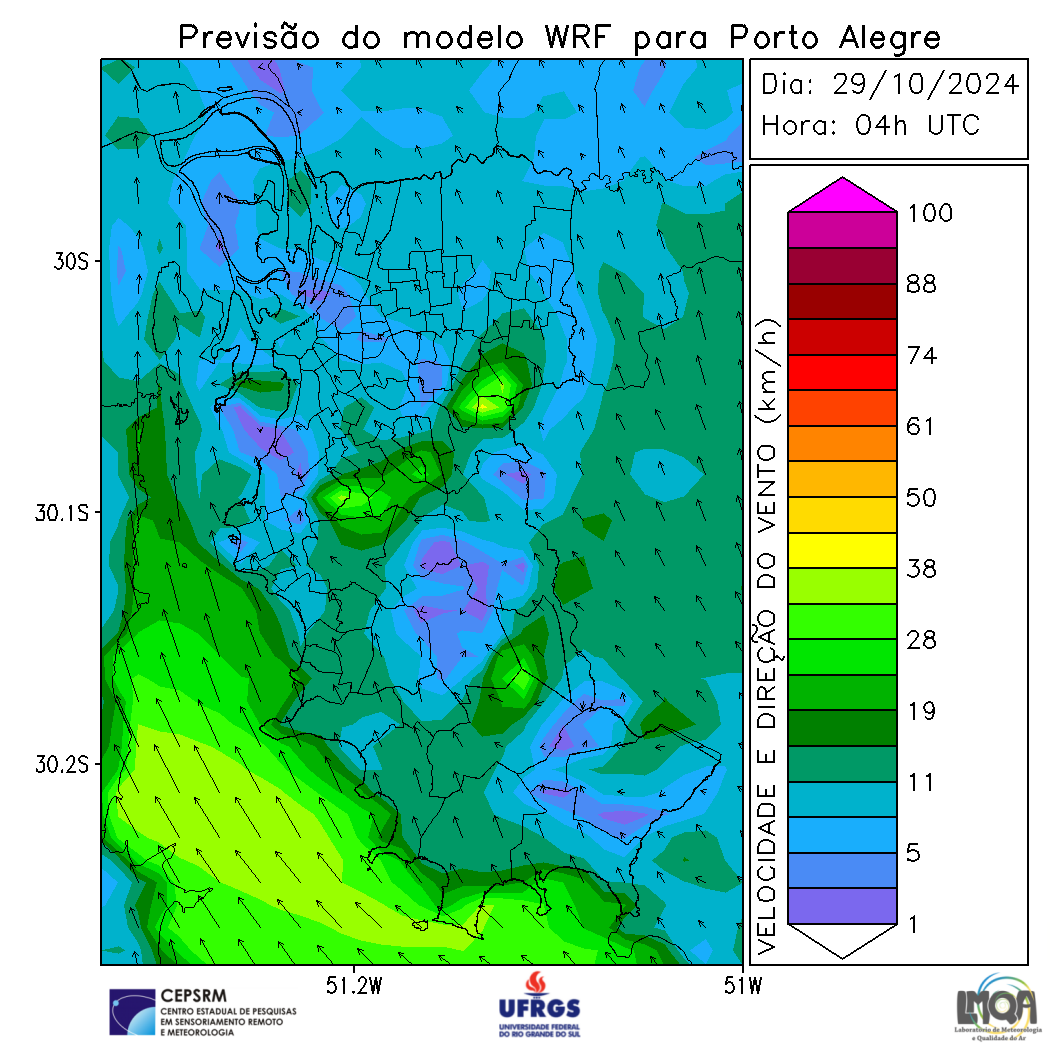 Previsão do modelo WRF para Porto Alegre
Dia: 29/10/2024
Hora: 04h UTC
30S
30.1S
30.2S
51.2W
51W
VELOCIDADE E DIREÇÃO DO VENTO (km/h)
100
88
74
61
50
38
28
19
11
5
1
CEPSRM
CENTRO ESTADUAL DE PESQUISAS
EM SENSORIAMENTO REMOTO
E METEOROLOGIA
UFRGS
UNIVERSIDADE FEDERAL
DO RIO GRANDE DO SUL
LMQA
Laboratório de Meteorologia
e Qualidade do Ar